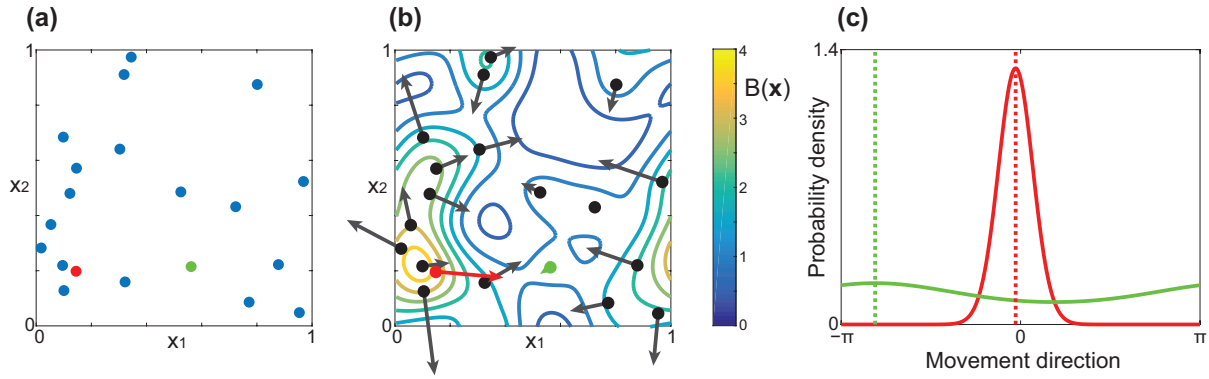 (a)
1
x2
0
0
x1
1
(b)
1
x2
0
0
x1
1
4
B(x)
3
2
1
0
(c)
1.4
Probability density
0
−π
0
π
Movement direction